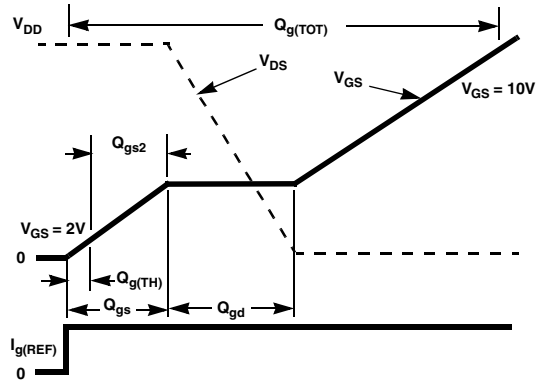 V_DD
Q_g(TOT)
V_DS
V_GS
V_GS = 10V
Q_gs2
V_GS = 2V
0
Q_g(TH)
Q_gs
Q_gd
I_g(REF)
0